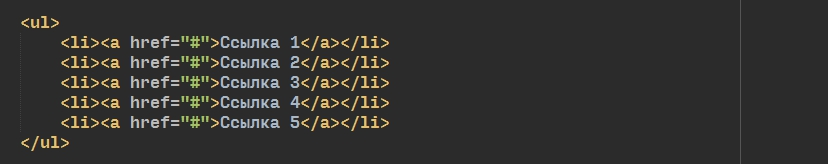 <ul>
    <li><a href="#">Ссылка 1</a></li>
    <li><a href="#">Ссылка 2</a></li>
    <li><a href="#">Ссылка 3</a></li>
    <li><a href="#">Ссылка 4</a></li>
    <li><a href="#">Ссылка 5</a></li>
</ul>